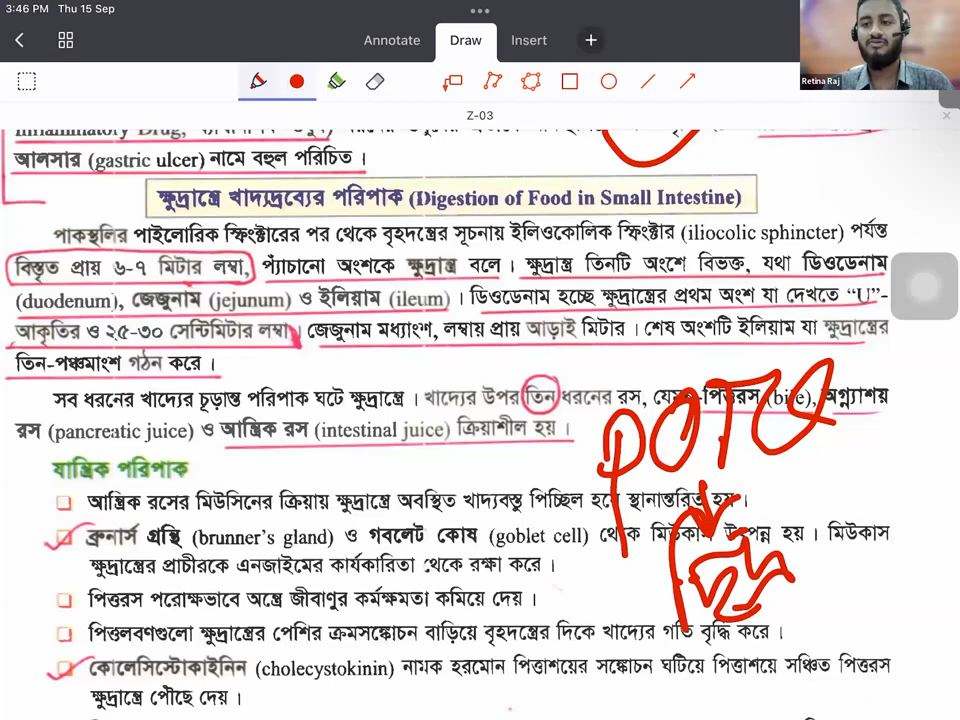 3:46 PM Thu 15 Sep
Annotate Draw Insert
Retina Raj
Z-03
আলসার (gastric ulcer) নামে বহুল পরিচিত।
ক্ষুদ্রান্ত্রে খাদ্যদ্রব্যের পরিপাক (Digestion of Food in Small Intestine)
পাকস্থলির পাইলোরিক স্ফিংক্টারের পর থেকে বৃহদন্ত্রের সূচনায় ইলিওকোলিক স্ফিংক্টার (iliocolic sphincter) পর্যন্ত
বিস্তৃত প্রায় ৬-৭ মিটার লম্বা, প্যাঁচানো অংশকে ক্ষুদ্রান্ত্র বলে। ক্ষুদ্রান্ত্র তিনটি অংশে বিভক্ত, যথা ডিওডেনাম
(duodenum), জেজুনাম (jejunum) ও ইলিয়াম (ileum)। ডিওডেনাম হচ্ছে ক্ষুদ্রান্ত্রের প্রথম অংশ যা দেখতে “U”-
আকৃতির ও ২৫-৩০ সেন্টিমিটার লম্বা। জেজুনাম মধ্যাংশ, লম্বায় প্রায় আড়াই মিটার। শেষ অংশটি ইলিয়াম যা ক্ষুদ্রান্ত্রের
তিন-পঞ্চমাংশ গঠন করে।
সব ধরনের খাদ্যের চূড়ান্ত পরিপাক ঘটে ক্ষুদ্রান্ত্রে। খাদ্যের উপর তিন ধরনের রস, যেমন-পিত্তরস (bile), অগ্ন্যাশয়
রস (pancreatic juice) ও আন্ত্রিক রস (intestinal juice) ক্রিয়াশীল হয়।
যান্ত্রিক পরিপাক
আন্ত্রিক রসের মিউসিনের ক্রিয়ায় ক্ষুদ্রান্ত্রে অবস্থিত খাদ্যবস্তু পিচ্ছিল হয়ে স্থানান্তরিত হয়।
ব্রুনার্স গ্রন্থি (brunner's gland) ও গবলেট কোষ (goblet cell) থেকে মিউকাস উৎপন্ন হয়। মিউকাস
ক্ষুদ্রান্ত্রের প্রাচীরকে এনজাইমের কার্যকারিতা থেকে রক্ষা করে।
পিত্তরস পরোক্ষভাবে অন্ত্রে জীবাণুর কর্মক্ষমতা কমিয়ে দেয়।
পিত্তলবণগুলো ক্ষুদ্রান্ত্রের পেশির ক্রমসঙ্কোচন বাড়িয়ে বৃহদন্ত্রের দিকে খাদ্যের গতি বৃদ্ধি করে।
কোলেসিস্টোকাইনিন (cholecystokinin) নামক হরমোন পিত্তাশয়ের সঙ্কোচন ঘটিয়ে পিত্তাশয়ে সঞ্চিত পিত্তরস
ক্ষুদ্রান্ত্রে পৌঁছে দেয়।